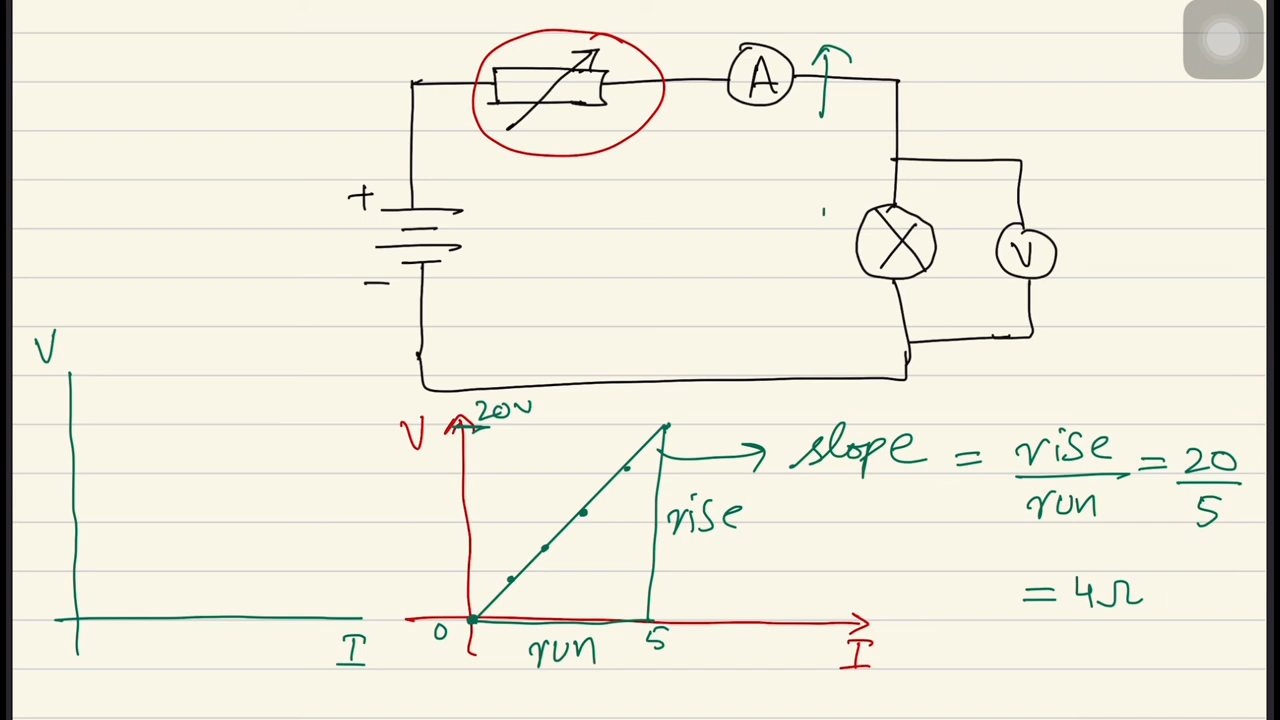 A
+
V
−
V
I
V
20V
0
run
5
I
rise
slope = rise/run = 20/5
= 4Ω